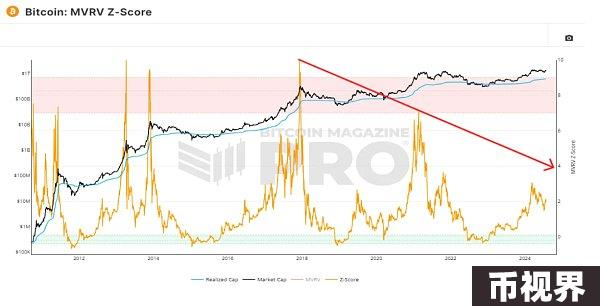 Bitcoin: MVRV Z-Score
BITCOIN MAGAZINE
PRO
$1T
$100B
$10B
$1B
$100M
$10M
$1M
$100K
10
8
6
4
2
0
MVRV Z-Score
2012
2014
2016
2018
2020
2022
2024
Realized Cap
Market Cap
MVRV
Z-Score
币视界